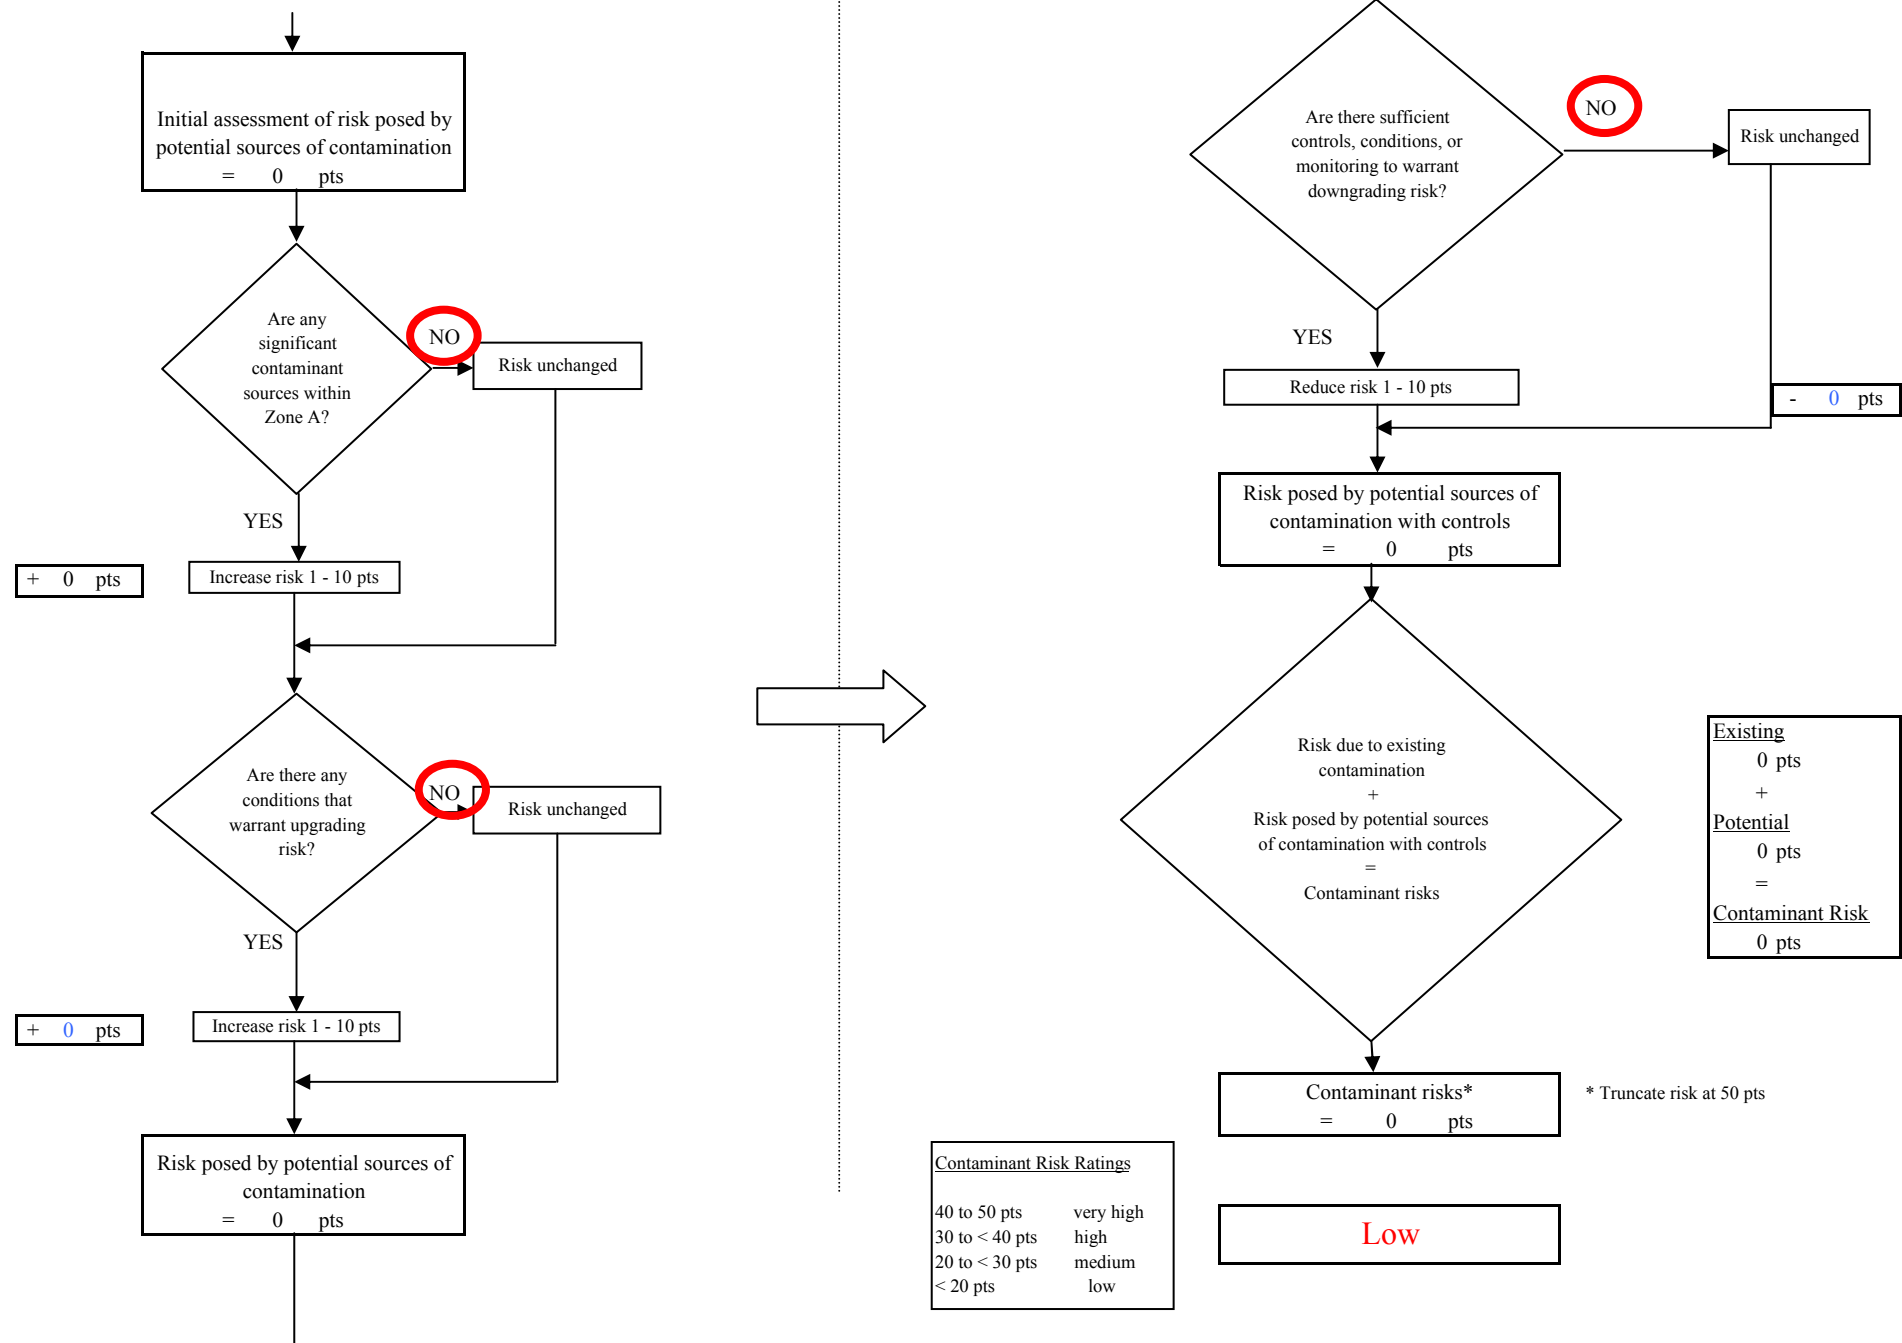 Initial assessment of risk posed by
potential sources of contamination
= 0 pts
Are any
significant
contaminant
sources within
Zone A?
NO
Risk unchanged
YES
+ 0 pts
Increase risk 1 - 10 pts
Are there any
conditions that
warrant upgrading
risk?
NO
Risk unchanged
YES
+ 0 pts
Increase risk 1 - 10 pts
Risk posed by potential sources of
contamination
= 0 pts
Are there sufficient
controls, conditions, or
monitoring to warrant
downgrading risk?
NO
Risk unchanged
YES
Reduce risk 1 - 10 pts
- 0 pts
Risk posed by potential sources of
contamination with controls
= 0 pts
Risk due to existing
contamination
+
Risk posed by potential sources
of contamination with controls
=
Contaminant risks
Existing
0 pts
+
Potential
0 pts
=
Contaminant Risk
0 pts
Contaminant risks*
= 0 pts
* Truncate risk at 50 pts
Contaminant Risk Ratings
40 to 50 pts very high
30 to < 40 pts high
20 to < 30 pts medium
< 20 pts low
Low